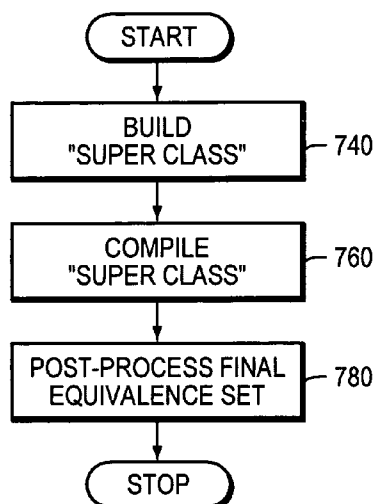 START
BUILD
"SUPER CLASS"
740
COMPILE
"SUPER CLASS"
760
POST-PROCESS FINAL
EQUIVALENCE SET
780
STOP